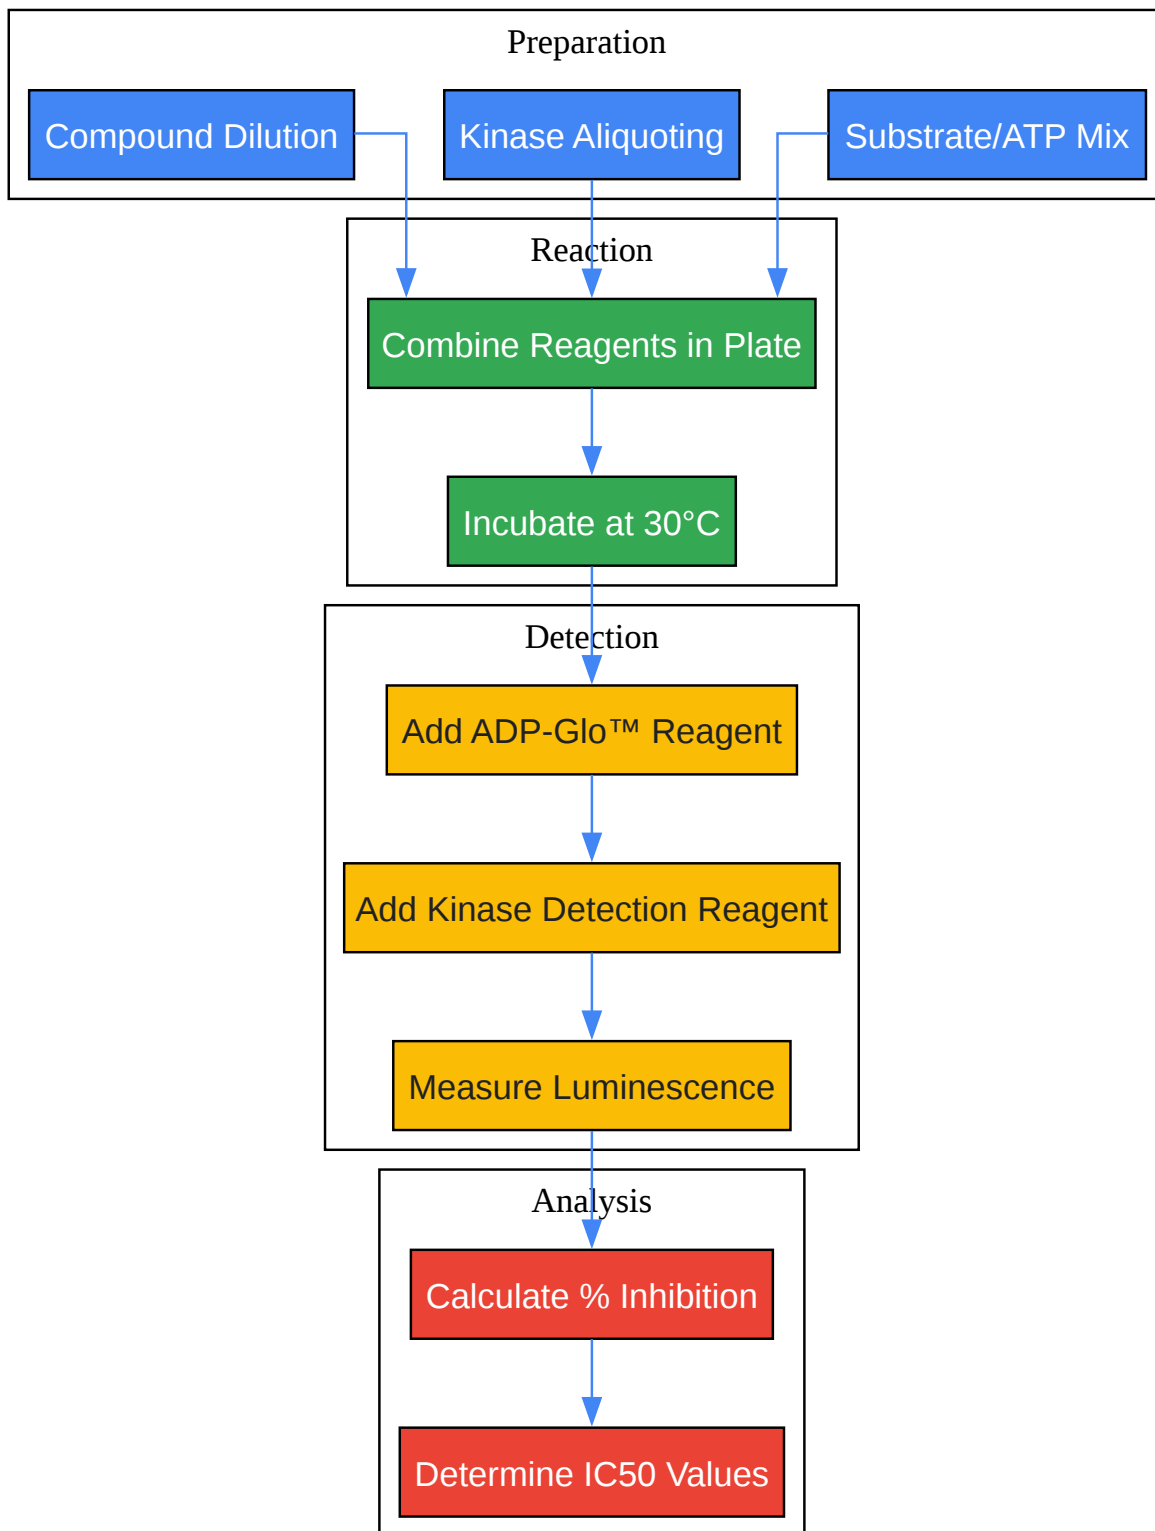 Preparation
Compound Dilution
Kinase Aliquoting
Substrate/ATP Mix
Reaction
Combine Reagents in Plate
Incubate at 30°C
Detection
Add ADP-Glo™ Reagent
Add Kinase Detection Reagent
Measure Luminescence
Analysis
Calculate % Inhibition
Determine IC50 Values